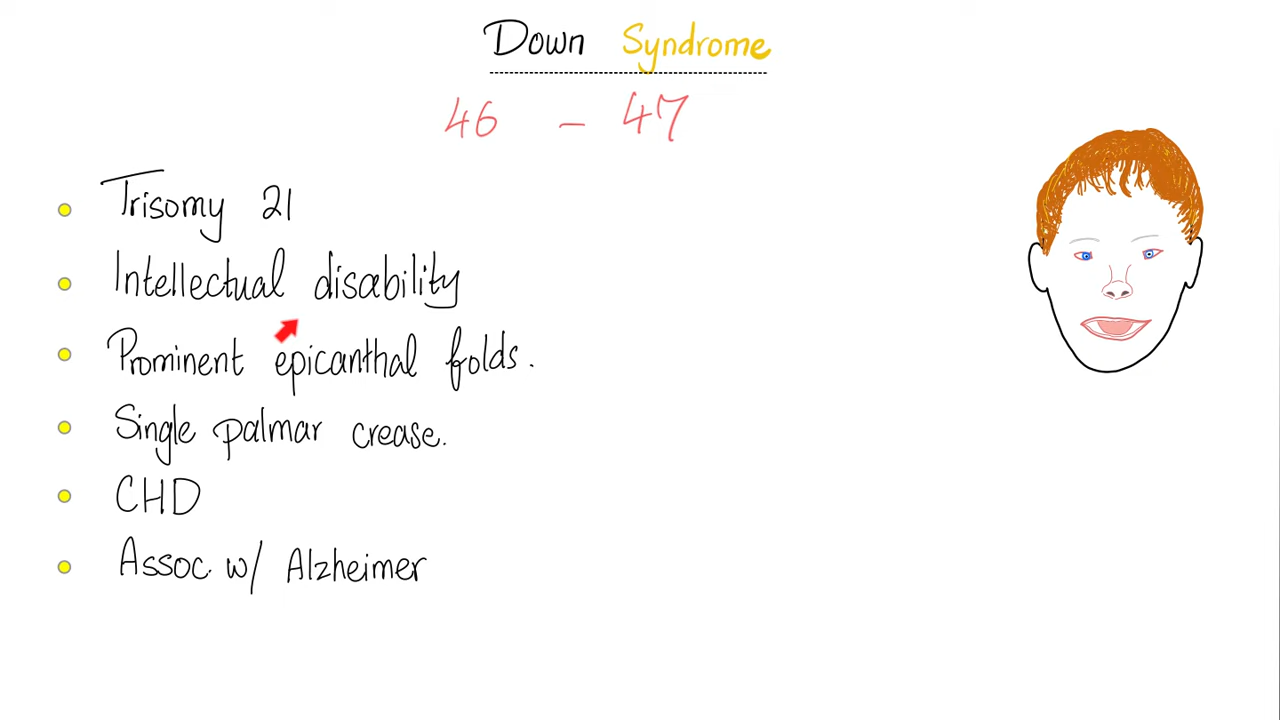 Down Syndrome
46 - 47
Trisomy 21
Intellectual disability
Prominent epicanthal folds.
Single palmar crease.
CHD
Assoc. w/ Alzheimer